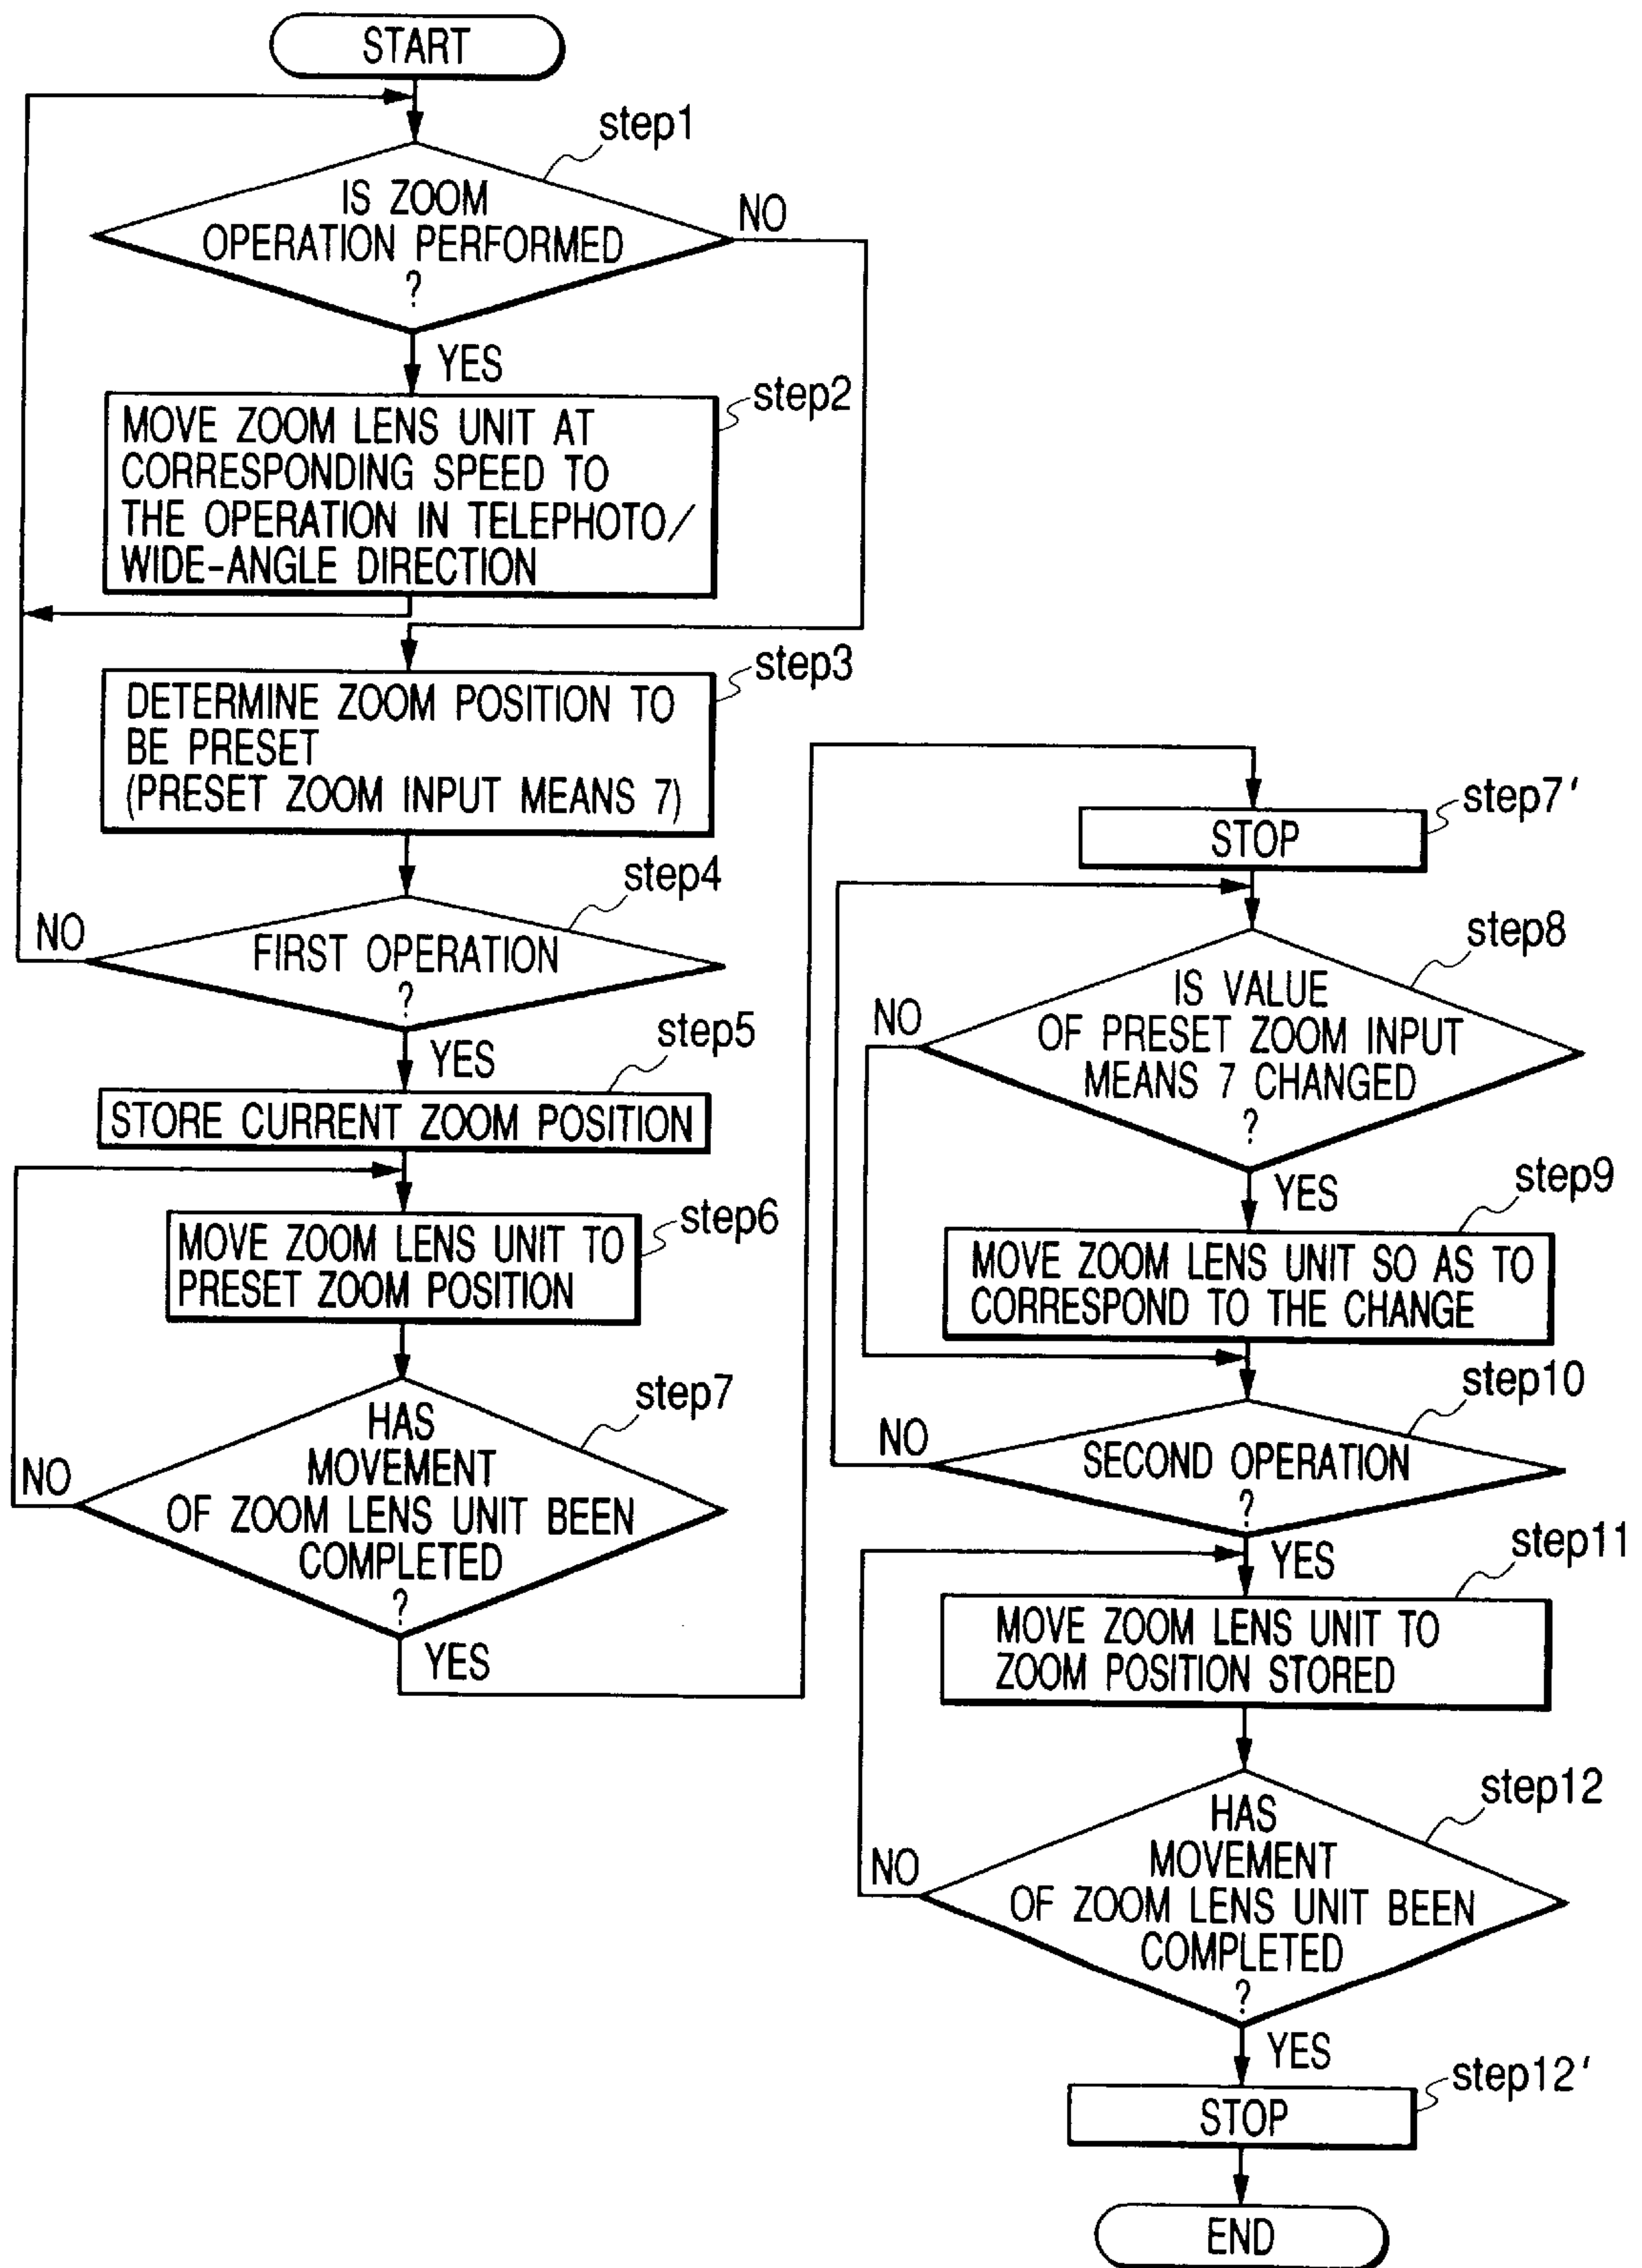 START
step1
IS ZOOM
OPERATION PERFORMED
?
NO
YES
step2
MOVE ZOOM LENS UNIT AT
CORRESPONDING SPEED TO
THE OPERATION IN TELEPHOTO/
WIDE-ANGLE DIRECTION
step3
DETERMINE ZOOM POSITION TO
BE PRESET
(PRESET ZOOM INPUT MEANS 7)
step4
NO
FIRST OPERATION
?
YES
step5
STORE CURRENT ZOOM POSITION
step6
MOVE ZOOM LENS UNIT TO
PRESET ZOOM POSITION
step7
HAS
MOVEMENT
OF ZOOM LENS UNIT BEEN
COMPLETED
?
NO
YES
step7'
STOP
step8
IS VALUE
OF PRESET ZOOM INPUT
MEANS 7 CHANGED
?
NO
YES
step9
MOVE ZOOM LENS UNIT SO AS TO
CORRESPOND TO THE CHANGE
step10
NO
SECOND OPERATION
?
YES
step11
MOVE ZOOM LENS UNIT TO
ZOOM POSITION STORED
step12
HAS
MOVEMENT
OF ZOOM LENS UNIT BEEN
COMPLETED
?
NO
YES
step12'
STOP
END